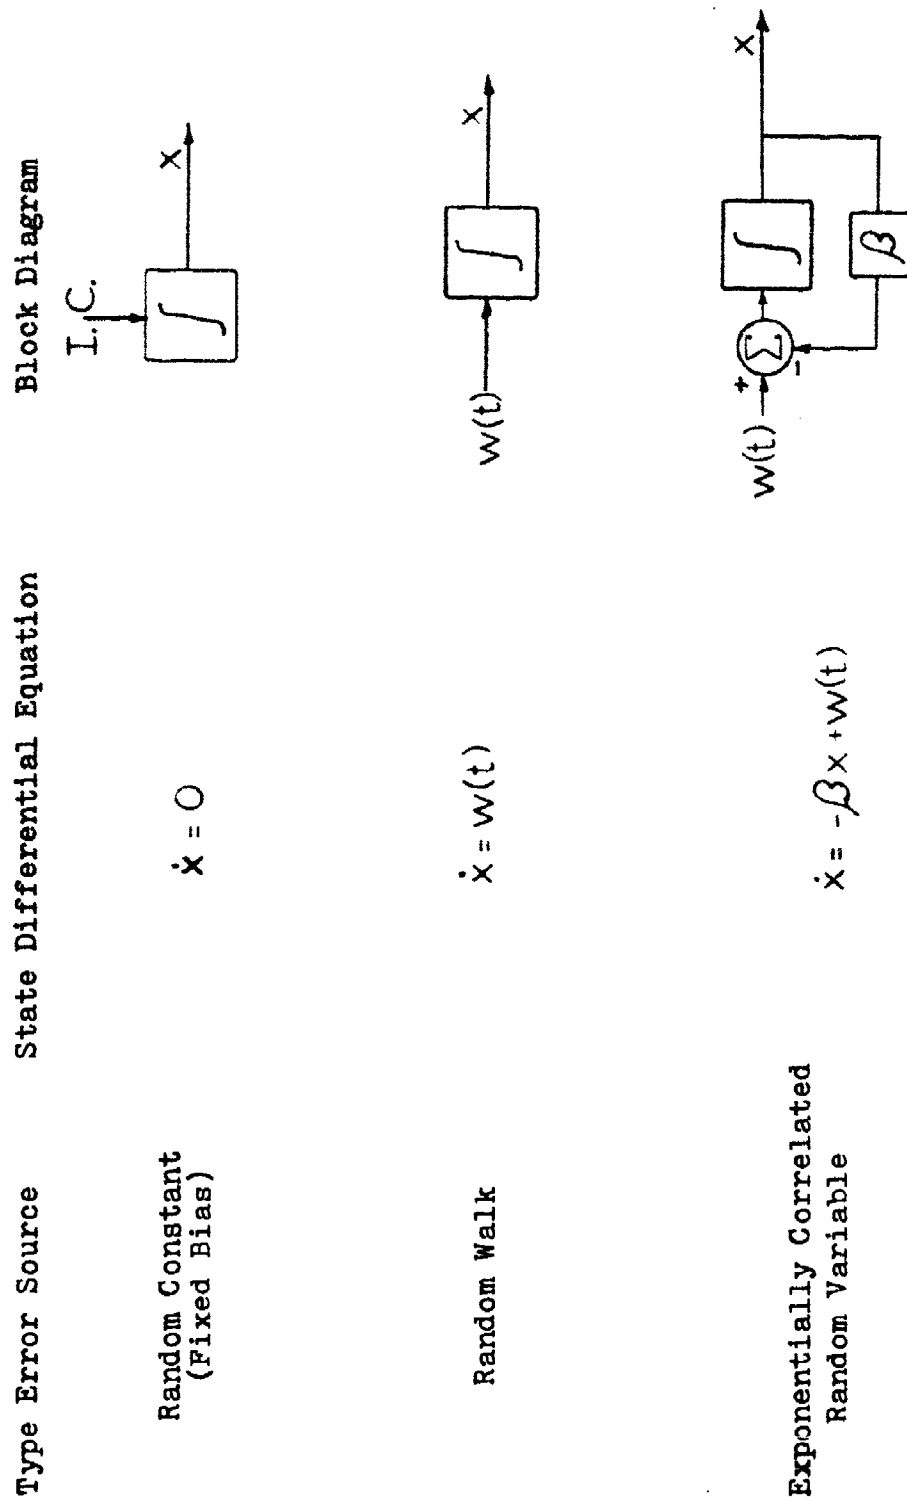 Type Error Source State Differential Equation Block Diagram
Random Constant
(Fixed Bias)
ẋ = 0
I.C.
∫
x
Random Walk
ẋ = w(t)
w(t)
∫
x
Exponentially Correlated
Random Variable
ẋ = -βx + w(t)
w(t)
+
-
Σ
∫
x
β